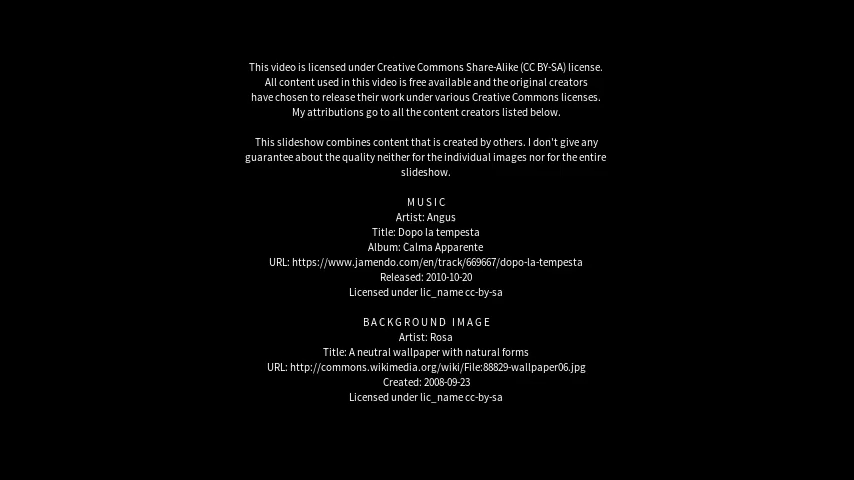 This video is licensed under Creative Commons Share-Alike (CC BY-SA) license.
All content used in this video is free available and the original creators
have chosen to release their work under various Creative Commons licenses.
My attributions go to all the content creators listed below.
This slideshow combines content that is created by others. I don't give any
guarantee about the quality neither for the individual images nor for the entire
slideshow.
MUSIC
Artist: Angus
Title: Dopo la tempesta
Album: Calma Apparente
URL: https://www.jamendo.com/en/track/669667/dopo-la-tempesta
Released: 2010-10-20
Licensed under lic_name cc-by-sa
BACKGROUND IMAGE
Artist: Rosa
Title: A neutral wallpaper with natural forms
URL: http://commons.wikimedia.org/wiki/File:88829-wallpaper06.jpg
Created: 2008-09-23
Licensed under lic_name cc-by-sa